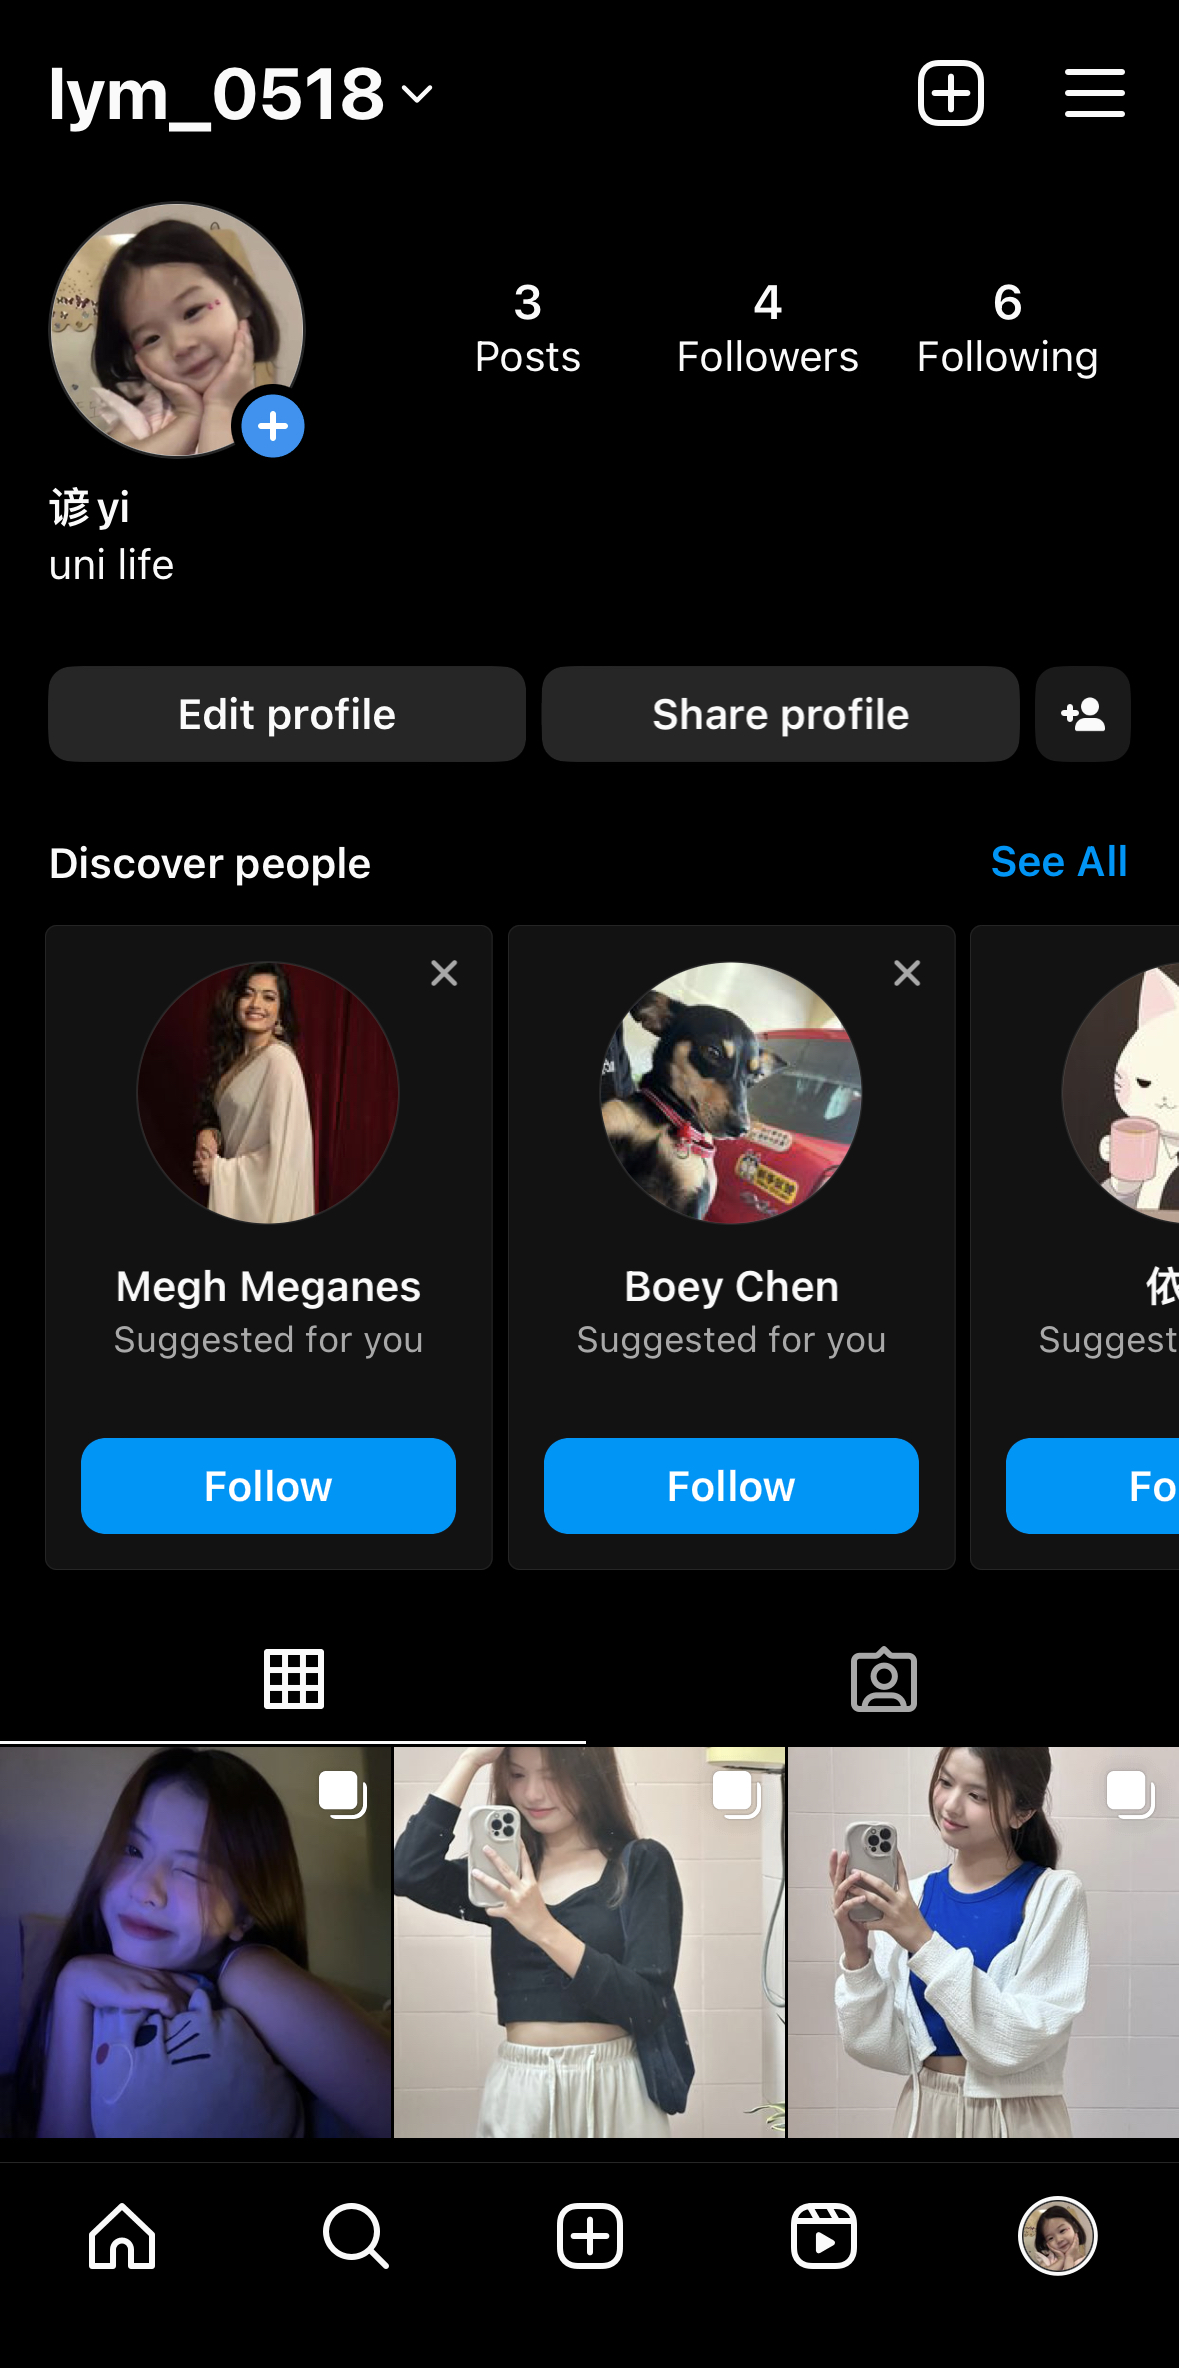 lym_0518
3 4 6
Posts Followers Following
谚 yi
uni life
Edit profile Share profile
Discover people See All
Megh Meganes Boey Chen 依
Suggested for you Suggested for you Suggest
Follow Follow Fo